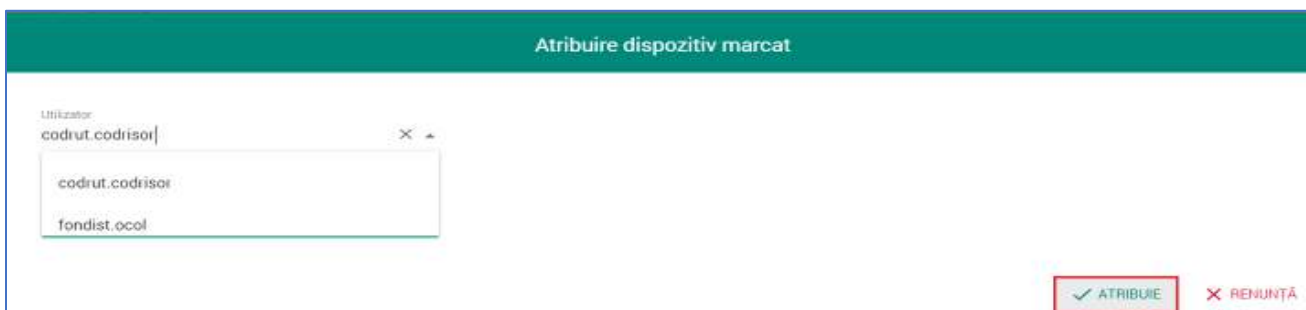 Atribuire dispozitiv marcat
Utilizator
codrut.codrisor
codrut.codrisor
fondist.ocol
ATRIBUIE
RENUNȚĂ